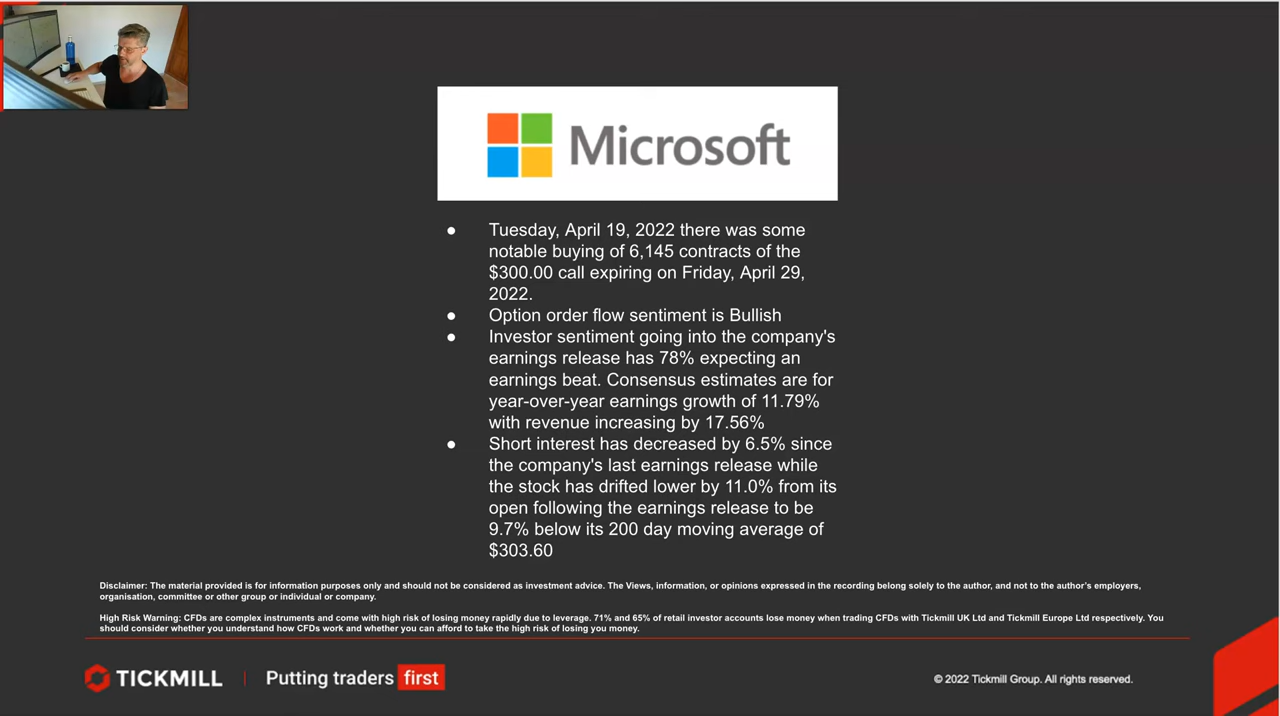 Microsoft
● Tuesday, April 19, 2022 there was some
notable buying of 6,145 contracts of the
$300.00 call expiring on Friday, April 29,
2022.
● Option order flow sentiment is Bullish
● Investor sentiment going into the company's
earnings release has 78% expecting an
earnings beat. Consensus estimates are for
year-over-year earnings growth of 11.79%
with revenue increasing by 17.56%
● Short interest has decreased by 6.5% since
the company's last earnings release while
the stock has drifted lower by 11.0% from its
open following the earnings release to be
9.7% below its 200 day moving average of
$303.60
Disclaimer: The material provided is for information purposes only and should not be considered as investment advice. The Views, information, or opinions expressed in the recording belong solely to the author, and not to the author's employers,
organisation, committee or other group or individual or company.
High Risk Warning: CFDs are complex instruments and come with high risk of losing money rapidly due to leverage. 71% and 65% of retail investor accounts lose money when trading CFDs with Tickmill UK Ltd and Tickmill Europe Ltd respectively. You
should consider whether you understand how CFDs work and whether you can afford to take the high risk of losing you money.
TICKMILL | Putting traders first
© 2022 Tickmill Group. All rights reserved.